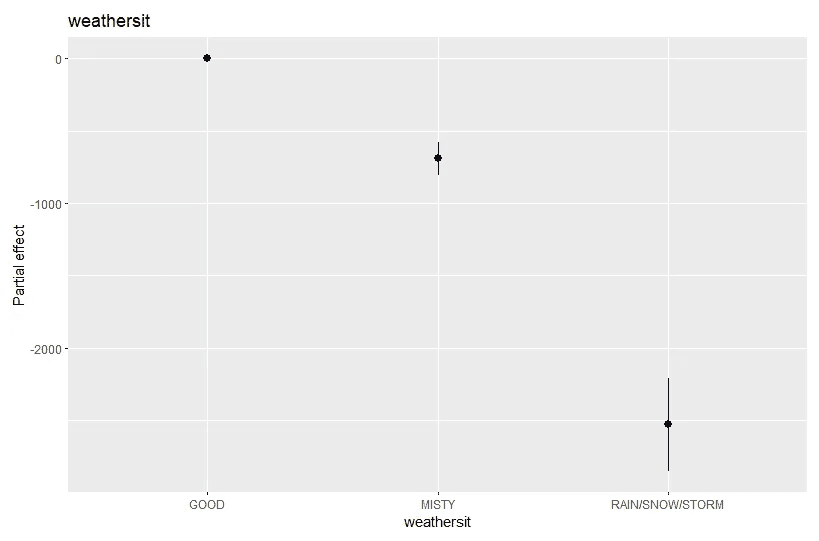 weathersit
0
-1000
-2000
Partial effect
GOOD
MISTY
RAIN/SNOW/STORM
weathersit